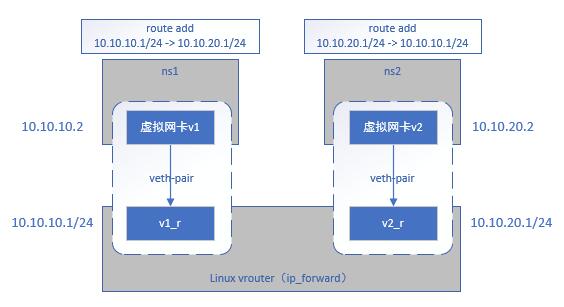 route add
10.10.10.1/24 -> 10.10.20.1/24
route add
10.10.20.1/24 -> 10.10.10.1/24
ns1
ns2
10.10.10.2
虚拟网卡v1
虚拟网卡v2
10.10.20.2
veth-pair
veth-pair
10.10.10.1/24
v1_r
v2_r
10.10.20.1/24
Linux vrouter（ip_forward）